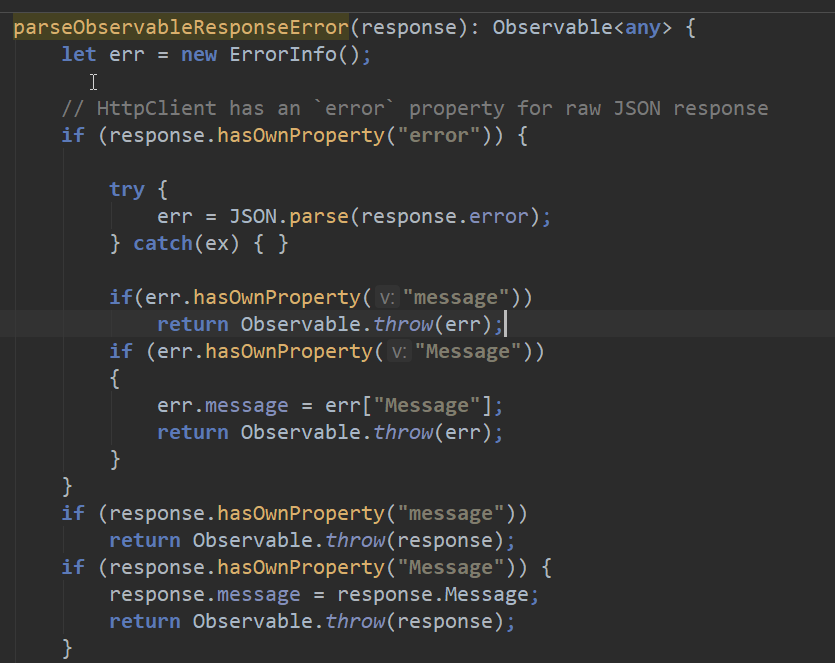 parseObservableResponseError(response): Observable<any> {
let err = new ErrorInfo();
// HttpClient has an `error` property for raw JSON response
if (response.hasOwnProperty("error")) {
try {
err = JSON.parse(response.error);
} catch(ex) { }
if(err.hasOwnProperty( v: "message"))
return Observable.throw(err);
if (err.hasOwnProperty( v: "Message"))
{
err.message = err["Message"];
return Observable.throw(err);
}
}
if (response.hasOwnProperty("message"))
return Observable.throw(response);
if (response.hasOwnProperty("Message")) {
response.message = response.Message;
return Observable.throw(response);
}